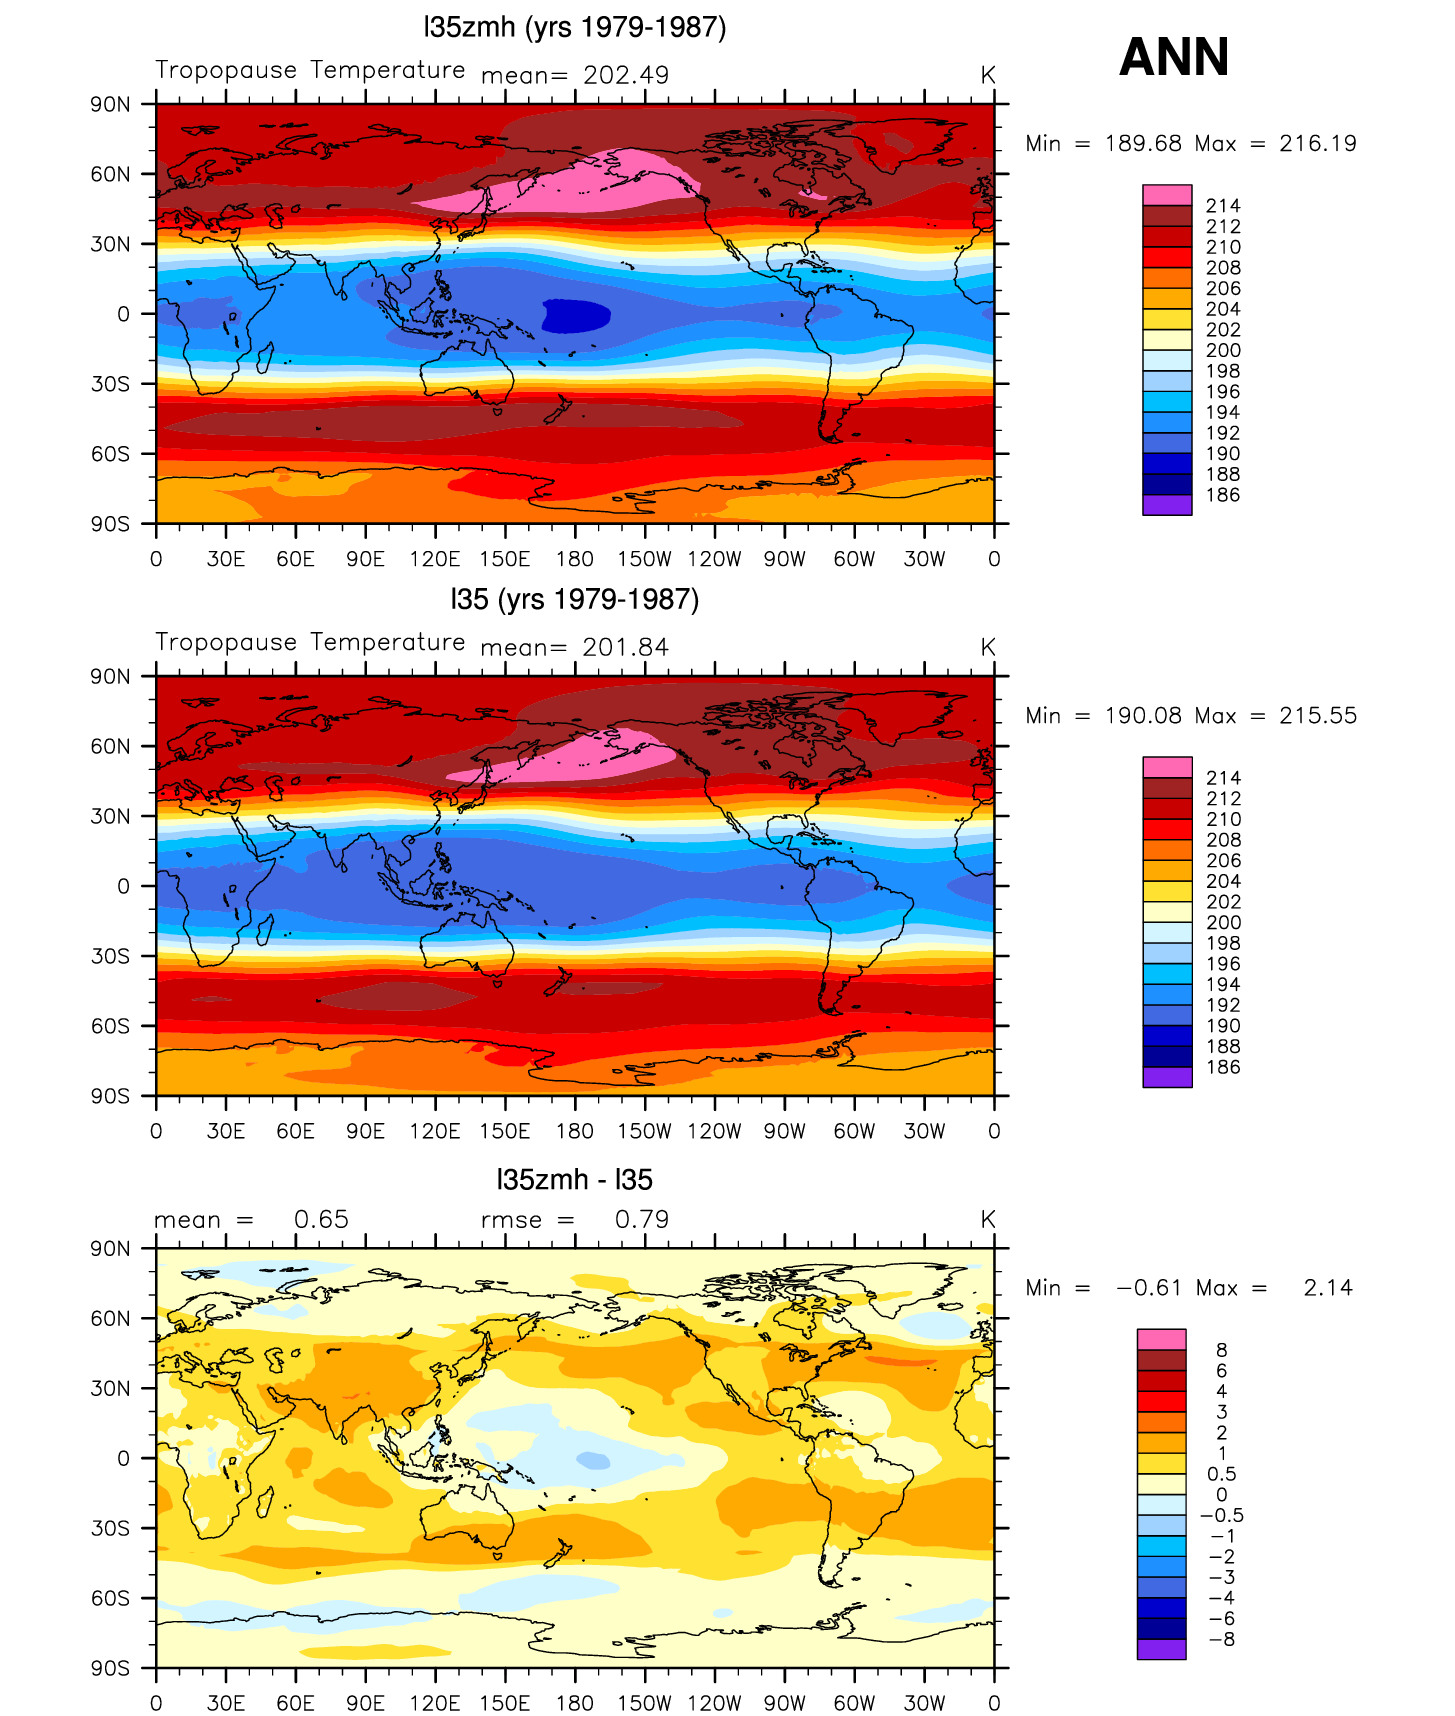 l35zmh (yrs 1979-1987)
ANN
Tropopause Temperature mean= 202.49 K
Min = 189.68 Max = 216.19
90N
60N
30N
0
30S
60S
90S
0 30E 60E 90E 120E 150E 180 150W 120W 90W 60W 30W 0
214
212
210
208
206
204
202
200
198
196
194
192
190
188
186
l35 (yrs 1979-1987)
Tropopause Temperature mean= 201.84 K
Min = 190.08 Max = 215.55
90N
60N
30N
0
30S
60S
90S
0 30E 60E 90E 120E 150E 180 150W 120W 90W 60W 30W 0
214
212
210
208
206
204
202
200
198
196
194
192
190
188
186
l35zmh - l35
mean = 0.65 rmse = 0.79 K
Min = −0.61 Max = 2.14
90N
60N
30N
0
30S
60S
90S
0 30E 60E 90E 120E 150E 180 150W 120W 90W 60W 30W 0
8
6
4
3
2
1
0.5
0
−0.5
−1
−2
−3
−4
−6
−8